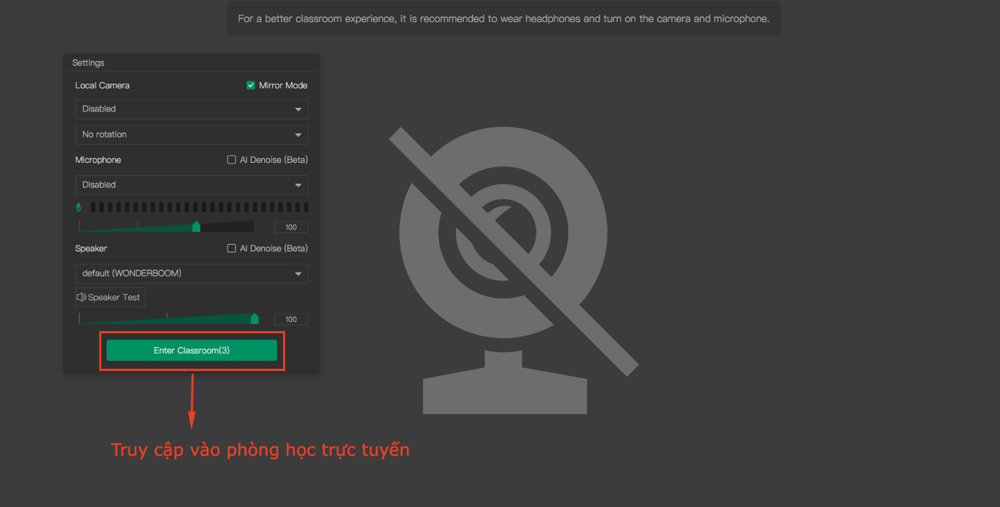 For a better classroom experience, it is recommended to wear headphones and turn on the camera and microphone.
Settings
Local Camera Mirror Mode
Disabled
No rotation
Microphone AI Denoise (Beta)
Disabled
100
Speaker AI Denoise (Beta)
default (WONDERBOOM)
Speaker Test
100
Enter Classroom(3)
Truy cập vào phòng học trực tuyến